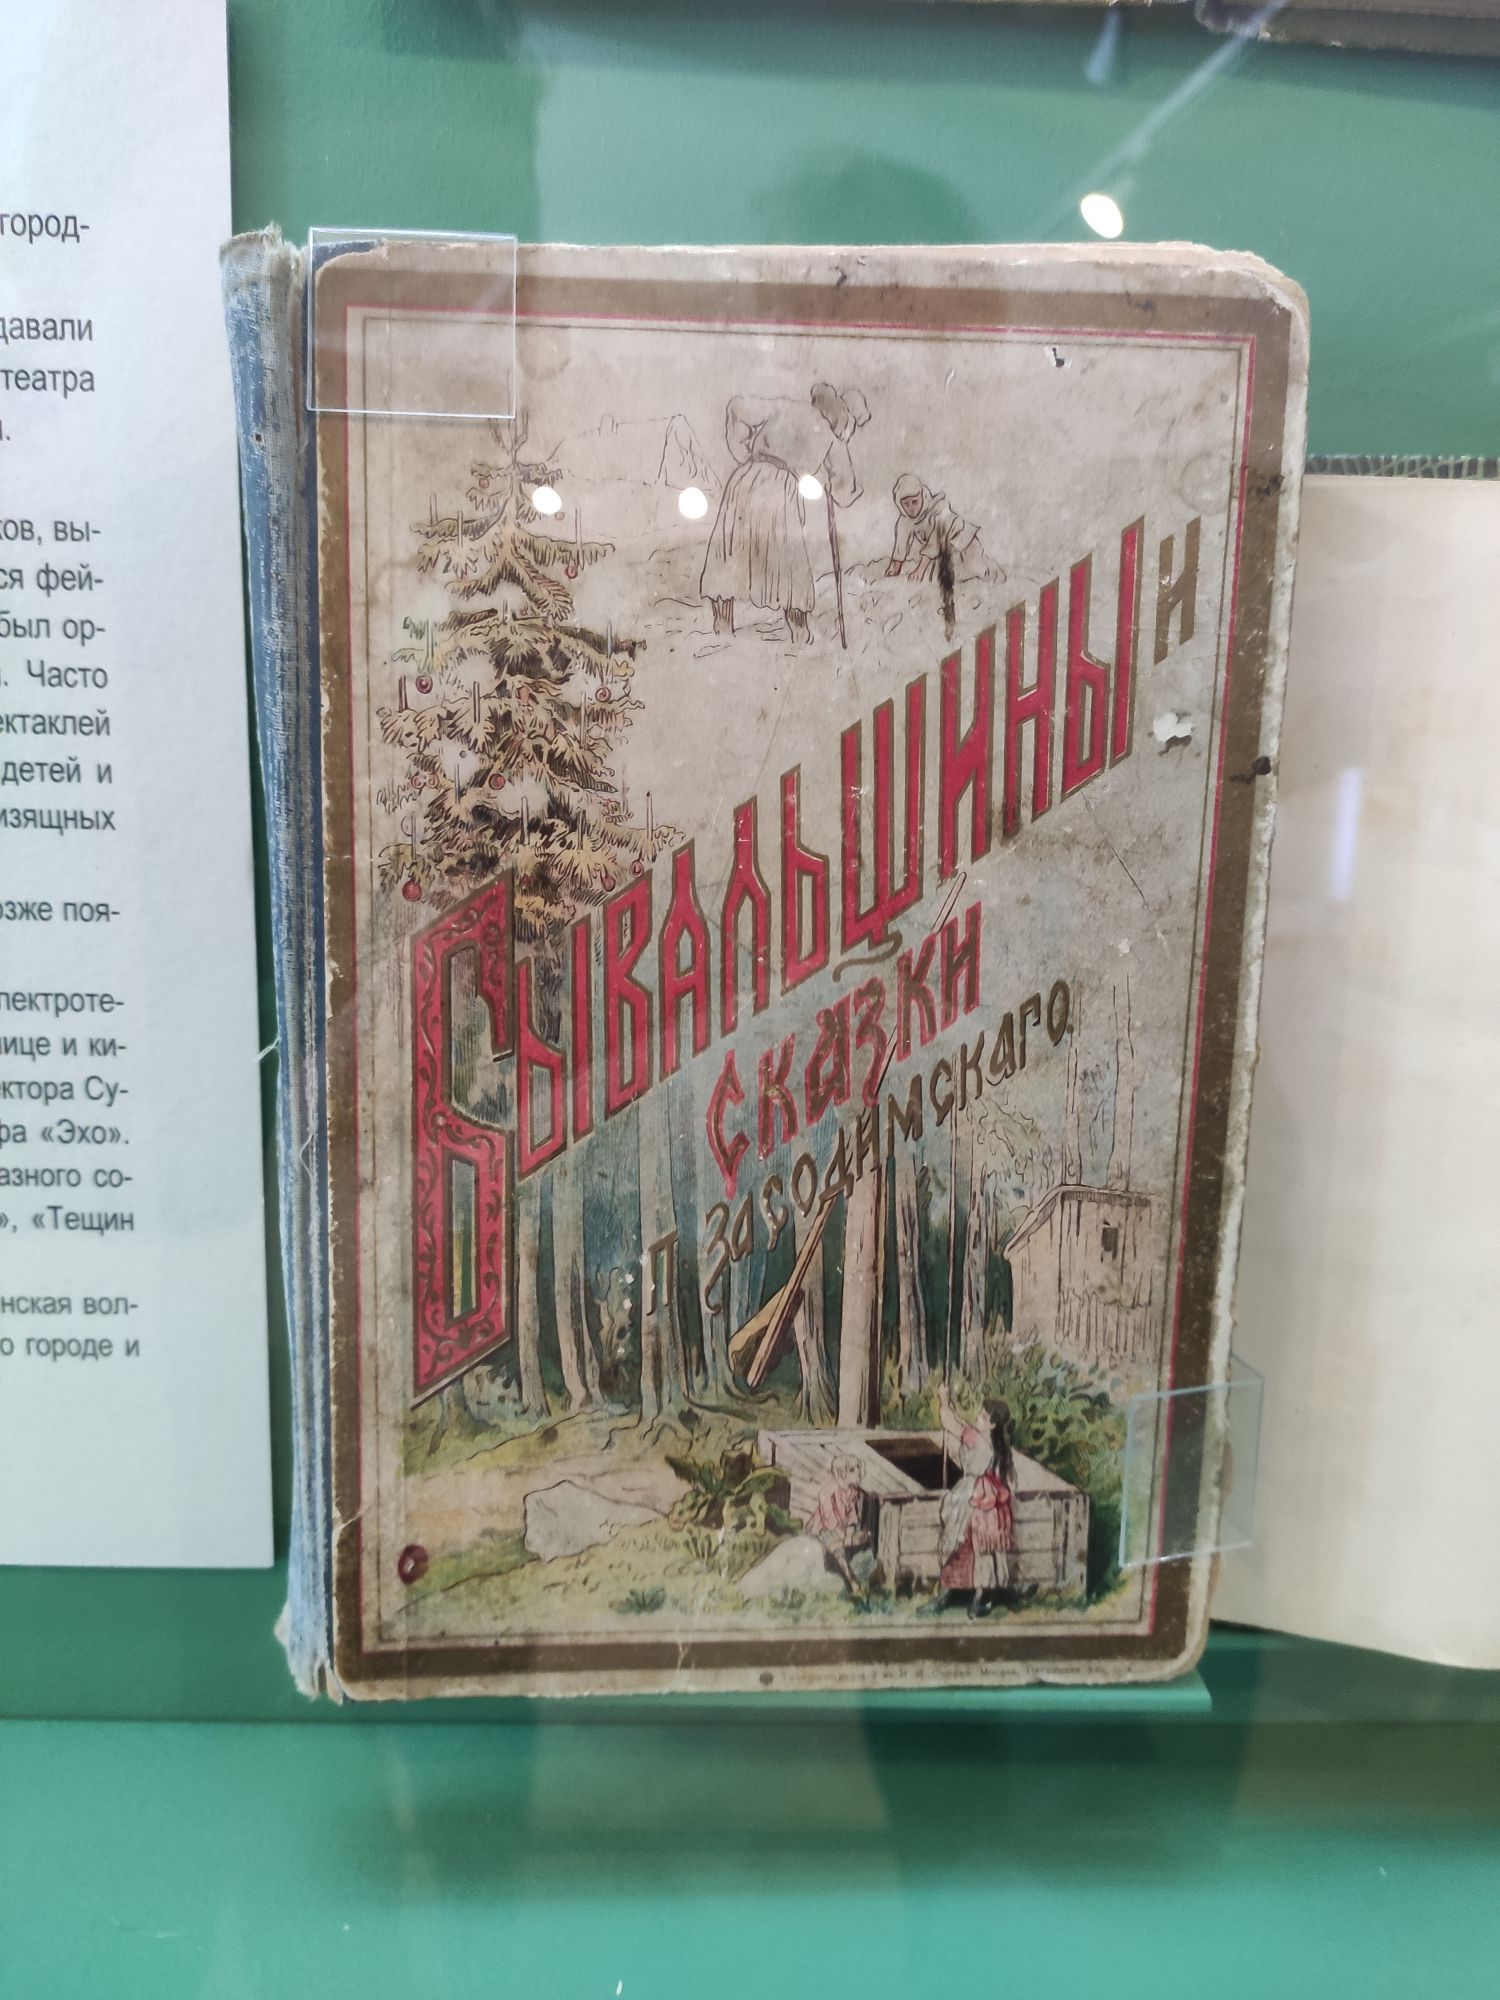 город-
давали
театра
ков, вы-
ся фей-
был ор-
Часто
ектаклей
детей и
изящных
озже поя-
лектроте-
нице и ки-
ектора Су-
фа «Эхо».
азного со-
», «Тещин
нская вол-
о городе и
Бывальщины и
сказки
П. Засодимскаго.